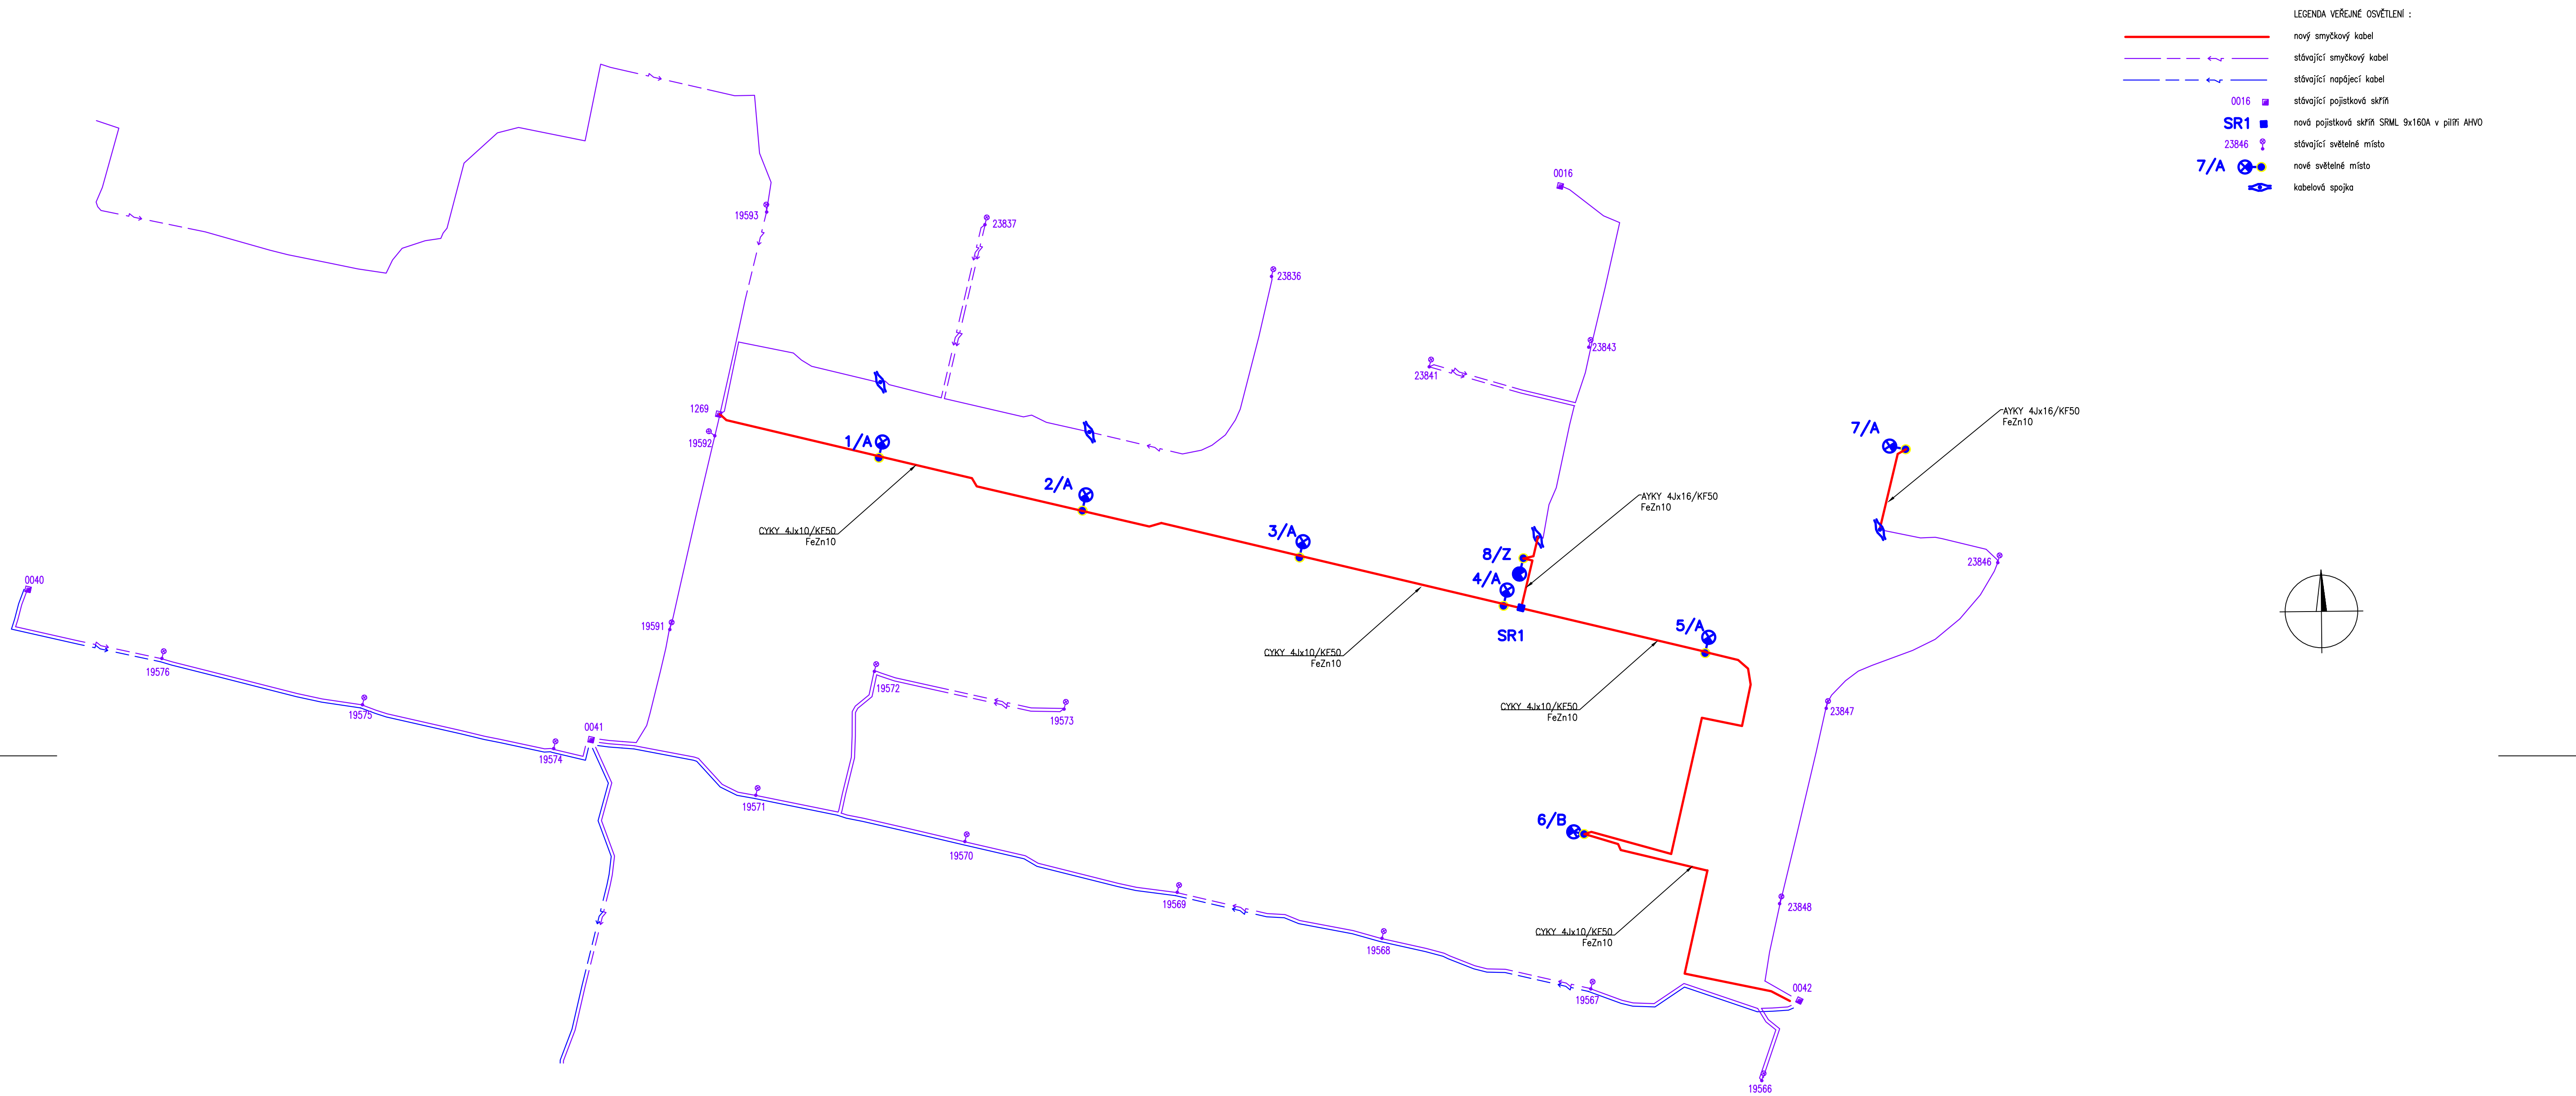 LEGENDA VEŘEJNÉ OSVĚTLENÍ :
nový smyčkový kabel
stávající smyčkový kabel
stávající napájecí kabel
0016 stávající pojistková skříň
SR1 nová pojistková skříň SRML 9x160A v pilíři AHVO
23846 stávající světelné místo
7/A nové světelné místo
kabelová spojka
0016
19593
23837
23836
23843
23841
1269
19592
1/A
7/A
AYKY 4Jx16/KF50
FeZn10
2/A
AYKY 4Jx16/KF50
FeZn10
CYKY 4Jx10/KF50
FeZn10
3/A
8/Z
4/A
23846
0040
SR1
5/A
19591
CYKY 4Jx10/KF50
FeZn10
19576
19572
19575
19573
CYKY 4Jx10/KF50
FeZn10
23847
0041
19574
19571
6/B
19570
19569
23848
CYKY 4Jx10/KF50
FeZn10
19568
0042
19567
19566